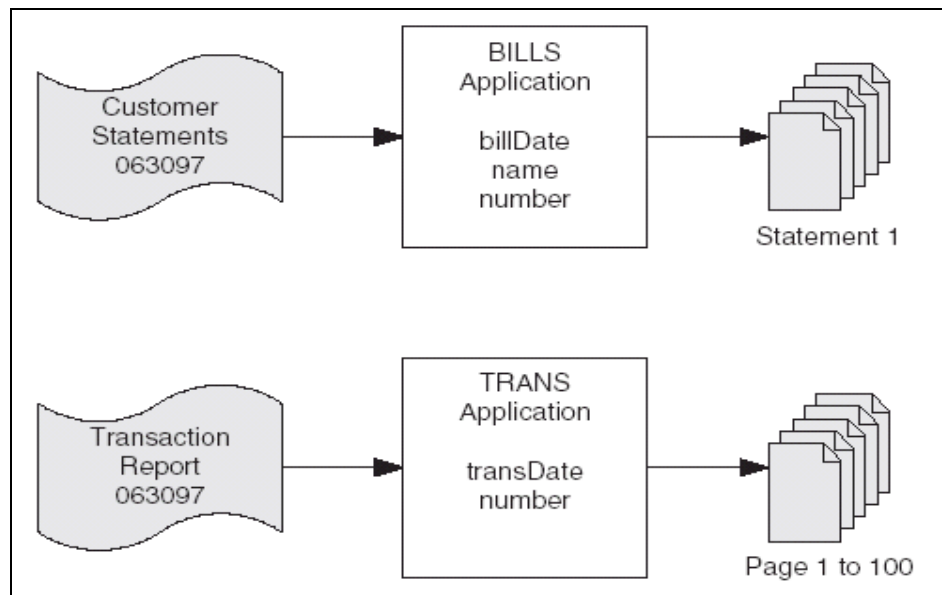 Customer
Statements
063097
BILLS
Application
billDate
name
number
Statement 1
Transaction
Report
063097
TRANS
Application
transDate
number
Page 1 to 100